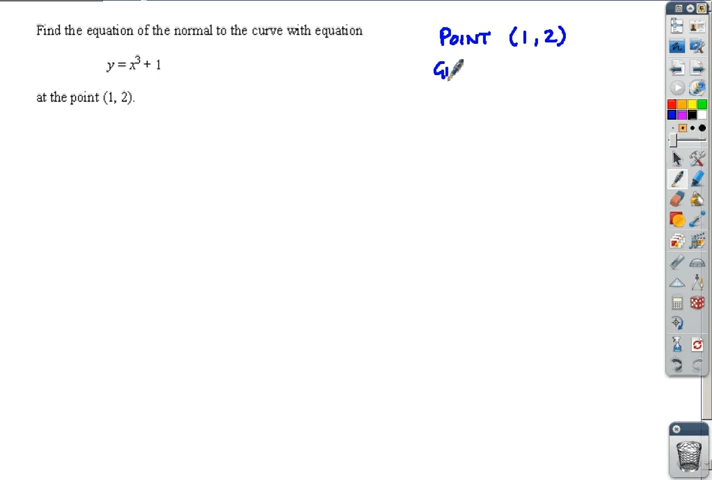 Find the equation of the normal to the curve with equation
y = x³ + 1
at the point (1, 2).
POINT (1, 2)